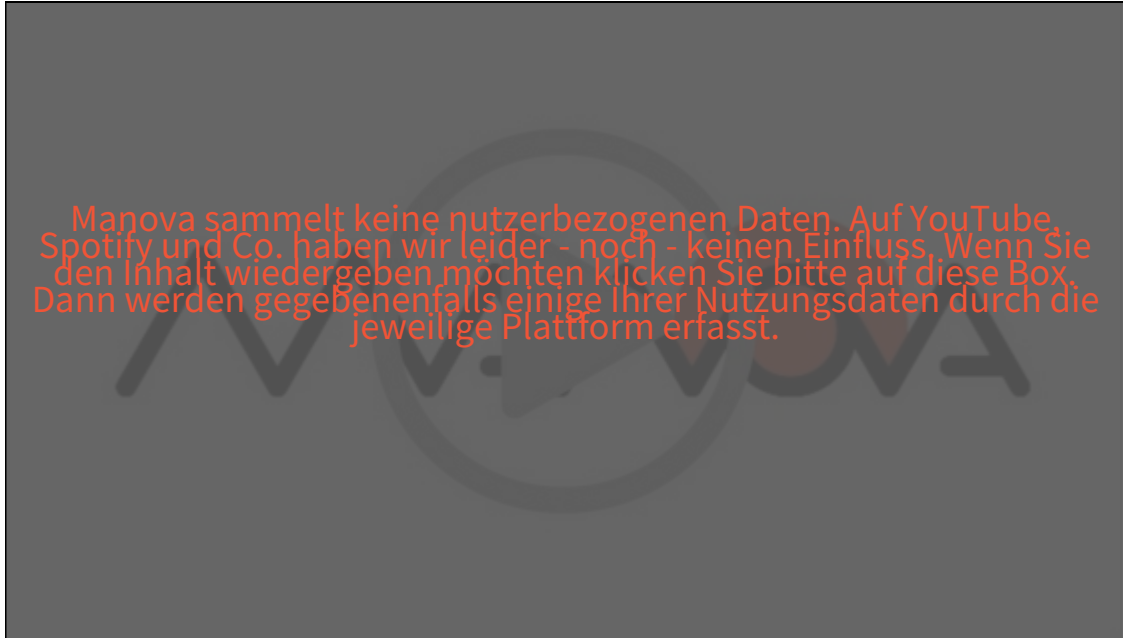 Manova sammelt keine nutzerbezogenen Daten. Auf YouTube,
Spotify und Co. haben wir leider - noch - keinen Einfluss. Wenn Sie
den Inhalt wiedergeben möchten klicken Sie bitte auf diese Box.
Dann werden gegebenenfalls einige Ihrer Nutzungsdaten durch die
jeweilige Plattform erfasst.
MANOVA